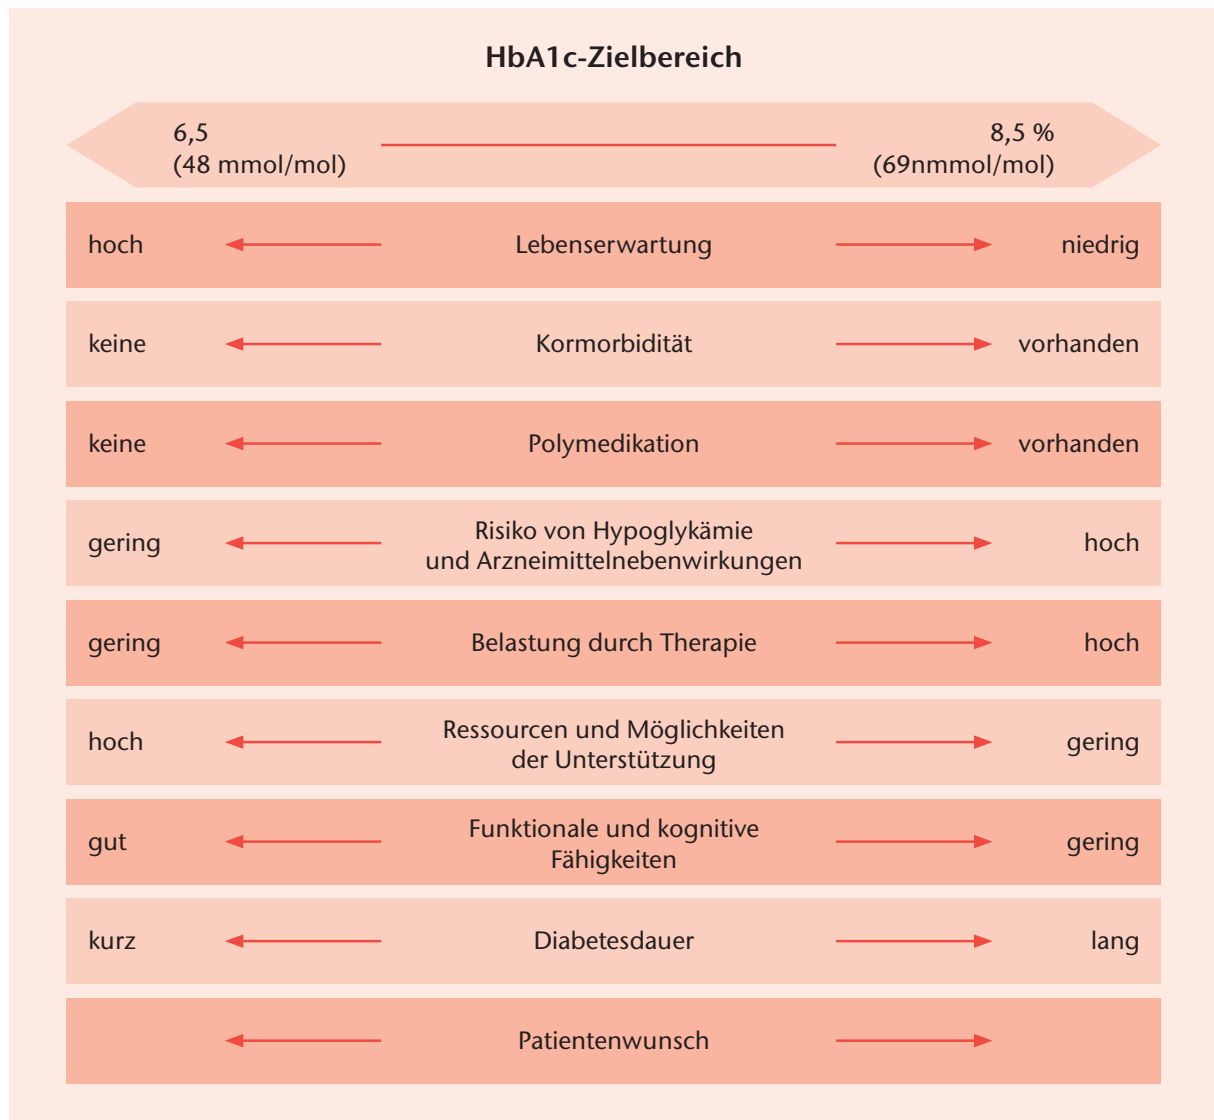 HbA1c-Zielbereich
6,5
(48 mmol/mol)
8,5 %
(69nmmol/mol)
hoch Lebenserwartung niedrig
keine Kormorbidität vorhanden
keine Polymedikation vorhanden
gering Risiko von Hypoglykämie
und Arzneimittelnebenwirkungen hoch
gering Belastung durch Therapie hoch
hoch Ressourcen und Möglichkeiten
der Unterstützung gering
gut Funktionale und kognitive
Fähigkeiten gering
kurz Diabetesdauer lang
Patientenwunsch